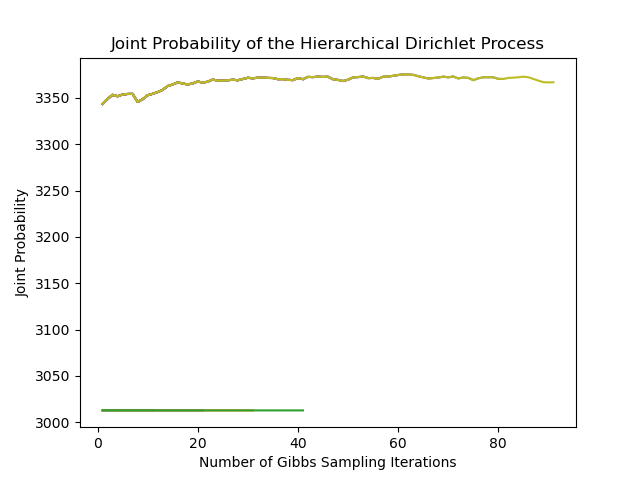 Joint Probability of the Hierarchical Dirichlet Process
Joint Probability
3350
3300
3250
3200
3150
3100
3050
3000
0 20 40 60 80
Number of Gibbs Sampling Iterations